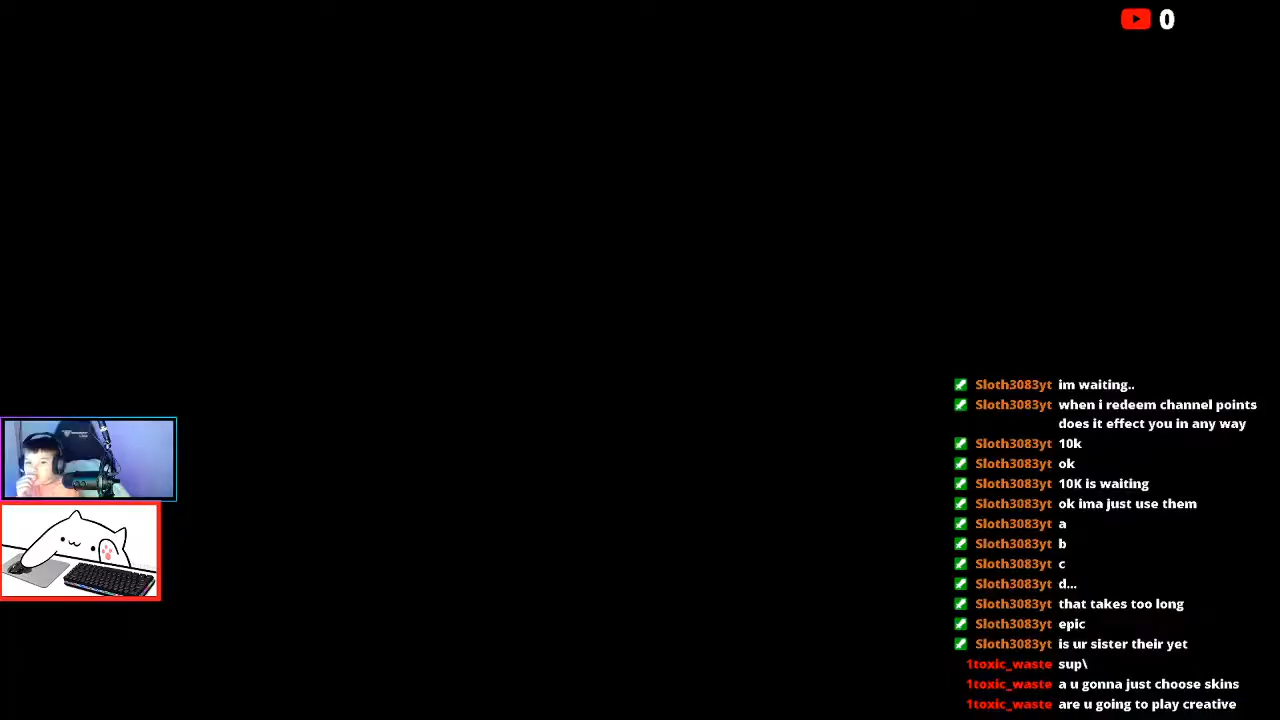 0
Sloth3083yt im waiting..
Sloth3083yt when i redeem channel points
does it effect you in any way
Sloth3083yt 10k
Sloth3083yt ok
Sloth3083yt 10K is waiting
Sloth3083yt ok ima just use them
Sloth3083yt a
Sloth3083yt b
Sloth3083yt c
Sloth3083yt d...
Sloth3083yt that takes too long
Sloth3083yt epic
Sloth3083yt is ur sister their yet
1toxic_waste sup\
1toxic_waste a u gonna just choose skins
1toxic_waste are u going to play creative